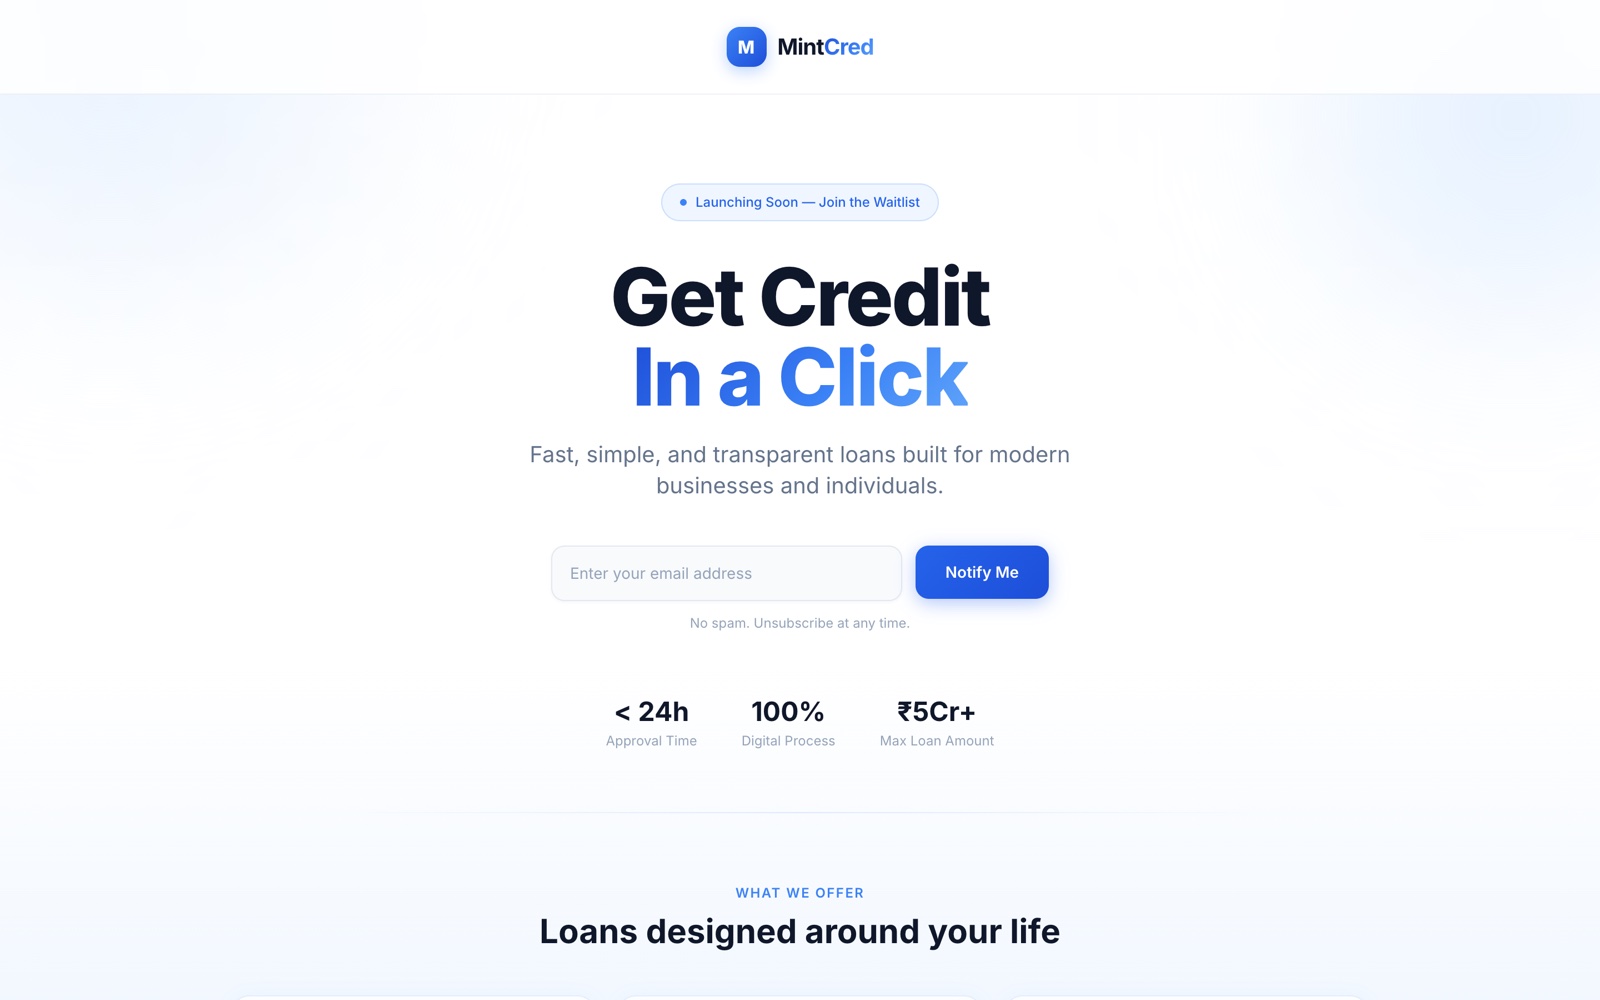 M MintCred
Launching Soon — Join the Waitlist
Get Credit
In a Click
Fast, simple, and transparent loans built for modern
businesses and individuals.
Enter your email address
Notify Me
No spam. Unsubscribe at any time.
< 24h
Approval Time
100%
Digital Process
₹5Cr+
Max Loan Amount
WHAT WE OFFER
Loans designed around your life